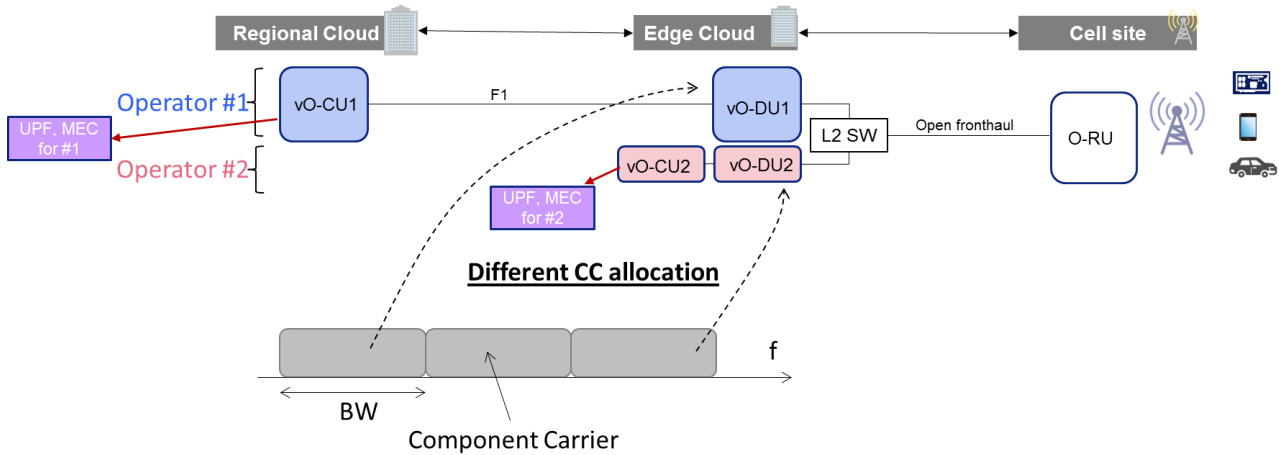 Regional Cloud
Edge Cloud
Cell site
Operator #1
vO-CU1
F1
vO-DU1
L2 SW
Open fronthaul
O-RU
UPF, MEC
for #1
Operator #2
vO-CU2
vO-DU2
UPF, MEC
for #2
Different CC allocation
f
BW
Component Carrier